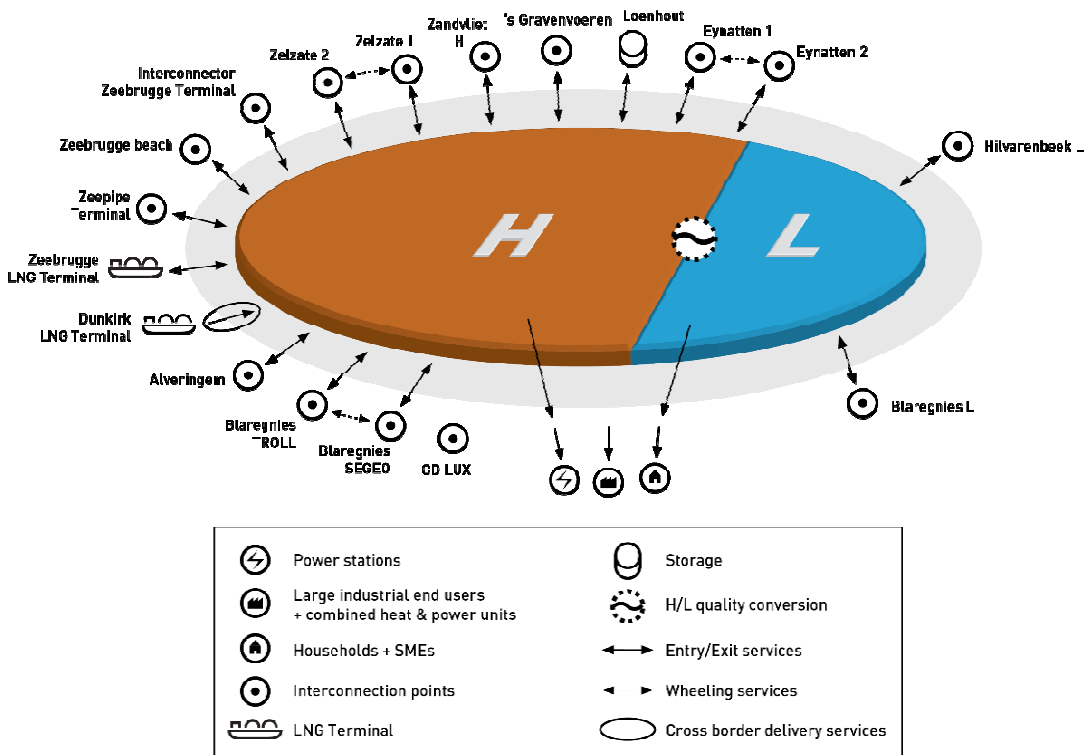 Zandvliet
H
's Gravenvoeren
Loenhout
Eynatten 1
Eynatten 2
Zelzate 1
Zelzate 2
Interconnector
Zeebrugge Terminal
Zeebrugge beach
Hilvarenbeek L
Zeepipe
Terminal
H
L
Zeebrugge
LNG Terminal
Dunkirk
LNG Terminal
Alveringem
Blaregnies
TROLL
Blaregnies
SEGEO
GD LUX
Blaregnies L
Power stations
Large industrial end users
+ combined heat & power units
Households + SMEs
Interconnection points
LNG Terminal
Storage
H/L quality conversion
Entry/Exit services
Wheeling services
Cross border delivery services